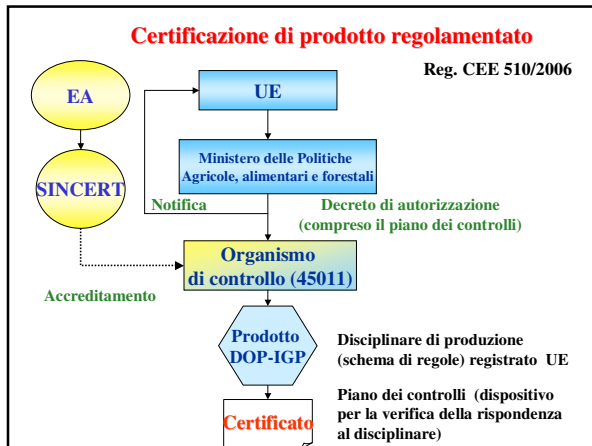 Certificazione di prodotto regolamentato
Reg. CEE 510/2006
EA
UE
Ministero delle Politiche
Agricole, alimentari e forestali
SINCERT
Notifica
Decreto di autorizzazione
(compreso il piano dei controlli)
Organismo
di controllo (45011)
Accreditamento
Prodotto
DOP-IGP
Disciplinare di produzione
(schema di regole) registrato UE
Piano dei controlli (dispositivo
per la verifica della rispondenza
al disciplinare)
Certificato